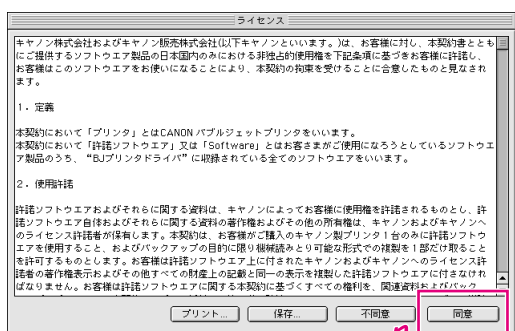 ライセンス
キヤノン株式会社およびキヤノン販売株式会社(以下キヤノンといいます。)は、お客様に対し、本契約書ととも
にご提供するソフトウエア製品の日本国内のみにおける非独占的使用権を下記条項に基づきお客様に許諾し、
お客様はこのソフトウエアをお使いになることにより、本契約の拘束を受けることに合意したものと見なされ
ます。
1．定義
本契約において「プリンタ」とはCANON バブルジェットプリンタをいいます。
本契約において「許諾ソフトウエア」又は「Software」とはお客さまがご使用になろうとしているソフトウエ
ア製品のうち、“BJプリンタドライバ”に収録されている全てのソフトウエアをいいます。
2．使用許諾
許諾ソフトウエアおよびそれらに関する資料は、キヤノンによってお客様に使用権を許諾されるものとし、許
諾ソフトウエア自体およびそれらに関する資料の著作権およびその他の所有権は、キヤノンおよびキヤノンへ
のライセンス許諾者が保有します。本契約は、お客様がご購入のキヤノン製プリンタ1台のみに許諾ソフトウ
エアを使用すること、およびバックアップの目的に限り機械読みとり可能な形式での複製を1部だけ取ること
を許可するものとします。お客様は許諾ソフトウエア上に付されたキヤノンおよびキヤノンへのライセンス許
諾者の著作権表示およびその他すべての財産上の記載と同一の表示を複製した許諾ソフトウエアに付さなけれ
ばなりません。お客様は許諾ソフトウエアに関する本契約に基づくすべての権利を、関連資料およびバック
プリント... 保存... 不同意 同意